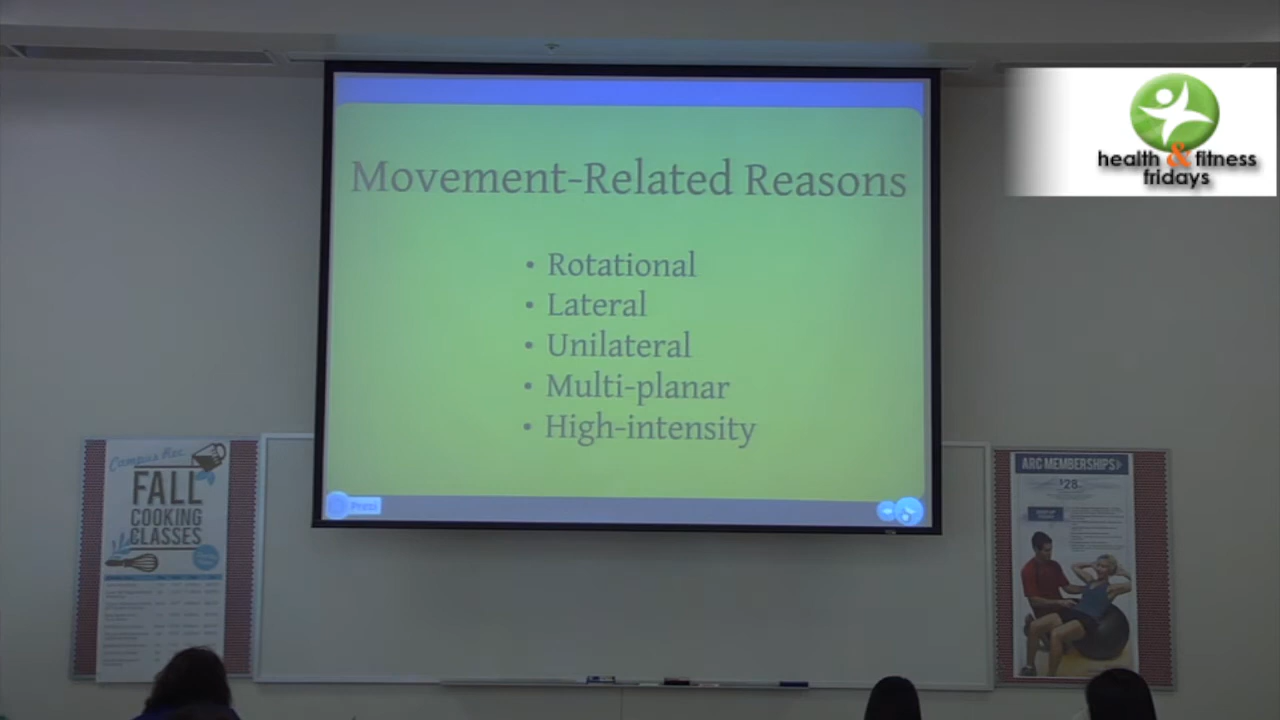 health & fitness
fridays
Movement-Related Reasons
• Rotational
• Lateral
• Unilateral
• Multi-planar
• High-intensity
Prezi
Campus Rec
FALL
COOKING
CLASSES
ARC MEMBERSHIPS
$28